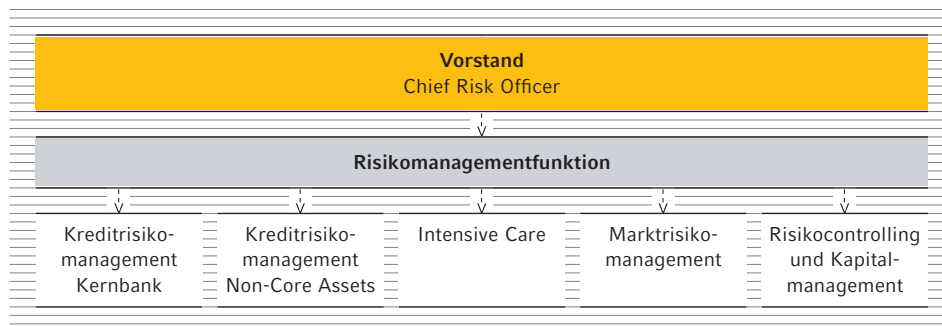 Vorstand
Chief Risk Officer
Risikomanagementfunktion
Kreditrisiko-
management
Kernbank
Kreditrisiko-
management
Non-Core Assets
Intensive Care
Marktrisiko-
management
Risikocontrolling
und Kapital-
management